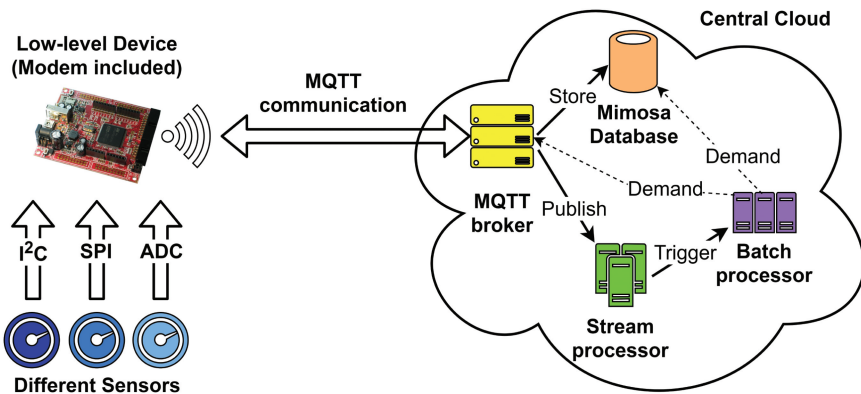 Central Cloud
Low-level Device
(Modem included)
MQTT
communication
Store
Mimosa
Database
Demand
Demand
MQTT
broker
Publish
Trigger
Batch
processor
Stream
processor
I²C
SPI
ADC
Different Sensors